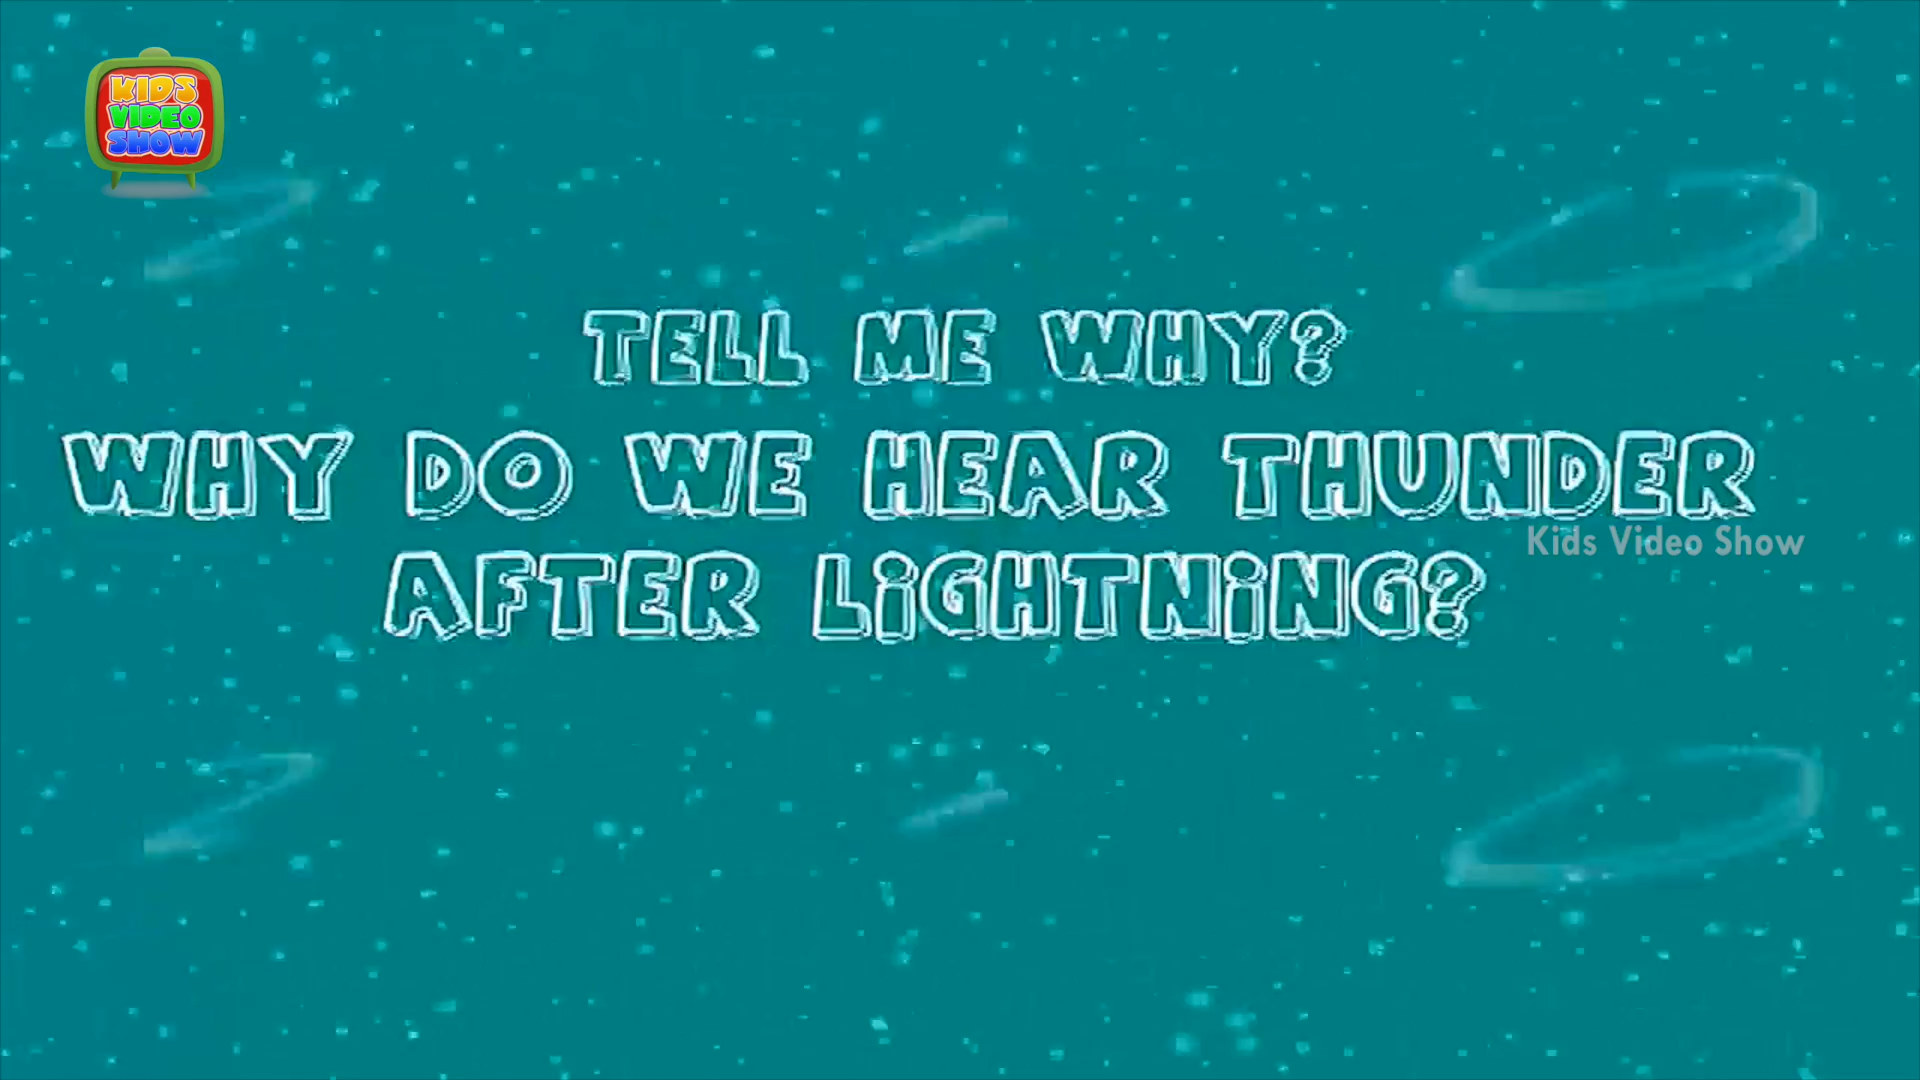 KIDS
VIDEO
SHOW
TELL ME WHY?
WHY DO WE HEAR THUNDER
Kids Video Show
AFTER LiGHTNiNG?